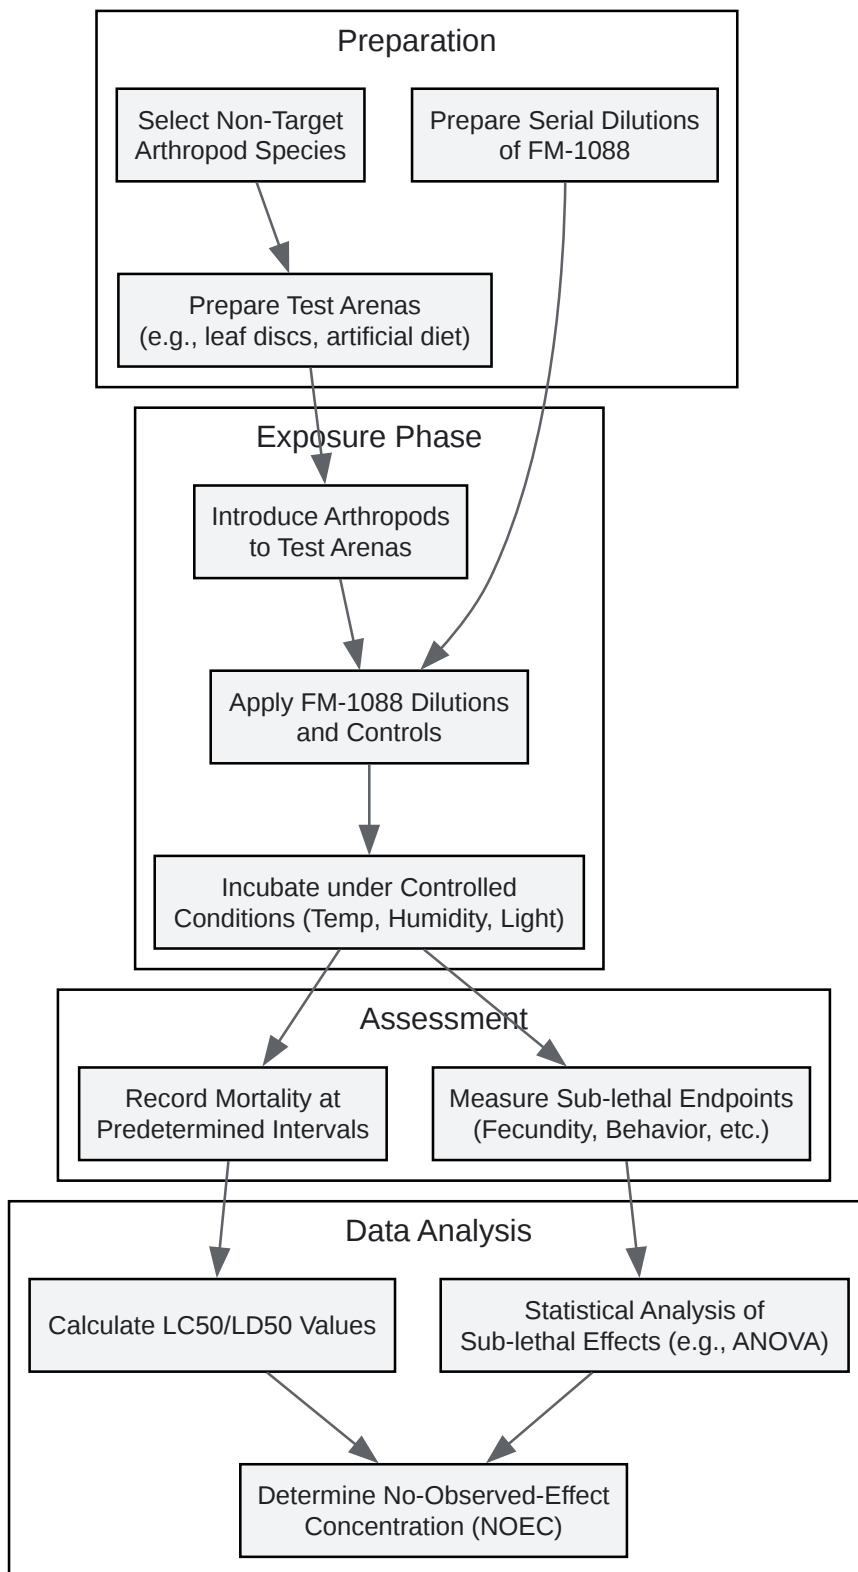 Preparation
Select Non-Target
Arthropod Species
Prepare Serial Dilutions
of FM-1088
Prepare Test Arenas
(e.g., leaf discs, artificial diet)
Exposure Phase
Introduce Arthropods
to Test Arenas
Apply FM-1088 Dilutions
and Controls
Incubate under Controlled
Conditions (Temp, Humidity, Light)
Assessment
Record Mortality at
Predetermined Intervals
Measure Sub-lethal Endpoints
(Fecundity, Behavior, etc.)
Data Analysis
Calculate LC50/LD50 Values
Statistical Analysis of
Sub-lethal Effects (e.g., ANOVA)
Determine No-Observed-Effect
Concentration (NOEC)